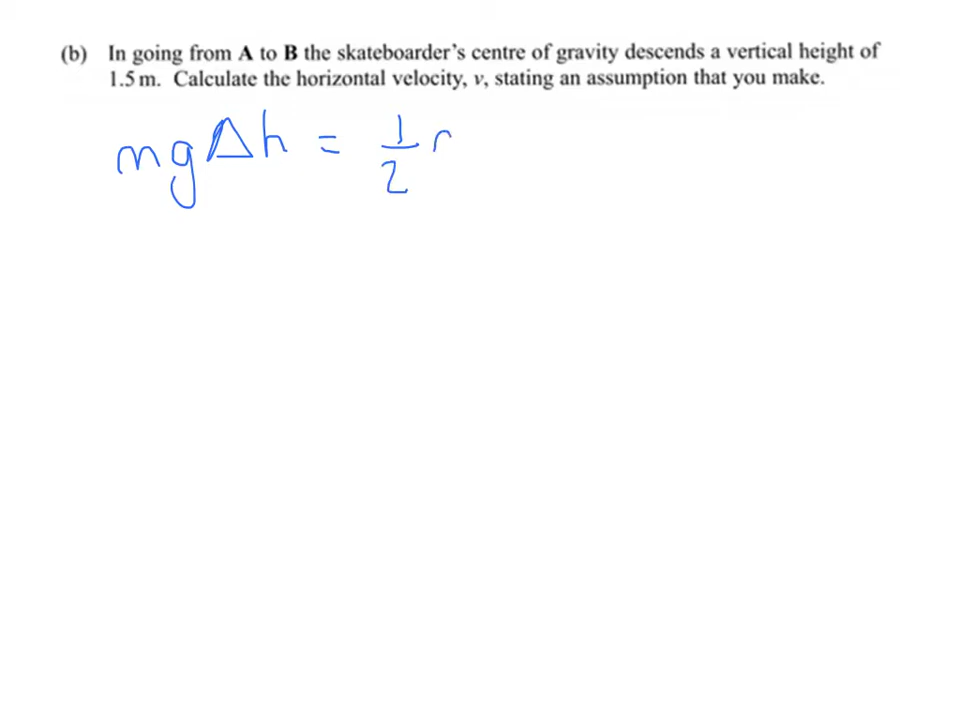 (b) In going from A to B the skateboarder's centre of gravity descends a vertical height of
1.5 m. Calculate the horizontal velocity, v, stating an assumption that you make.
mgΔh = 1/2 r